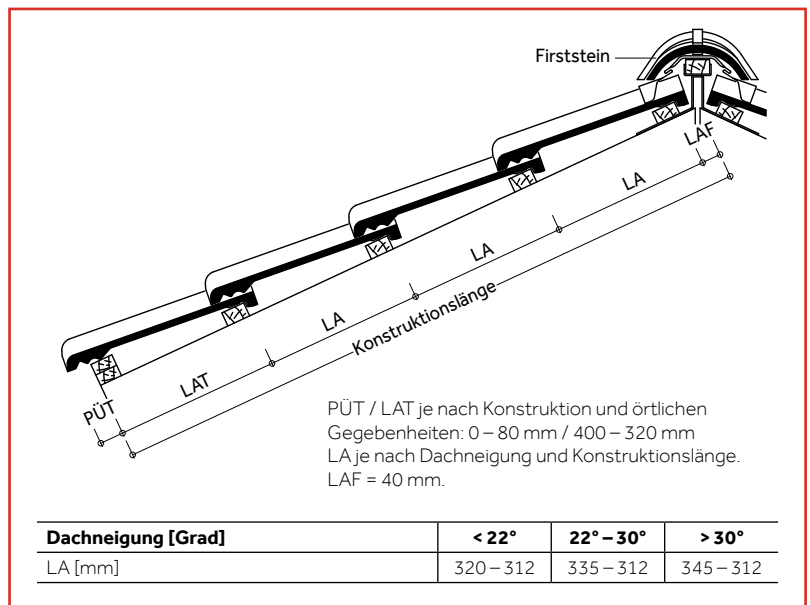 Firststein
LAF
LA
LA
LA
Konstruktionslänge
LAT
PÜT
PÜT / LAT je nach Konstruktion und örtlichen
Gegebenheiten: 0 – 80 mm / 400 – 320 mm
LA je nach Dachneigung und Konstruktionslänge.
LAF = 40 mm.
Dachneigung [Grad] < 22° 22° – 30° > 30°
LA [mm] 320 – 312 335 – 312 345 – 312